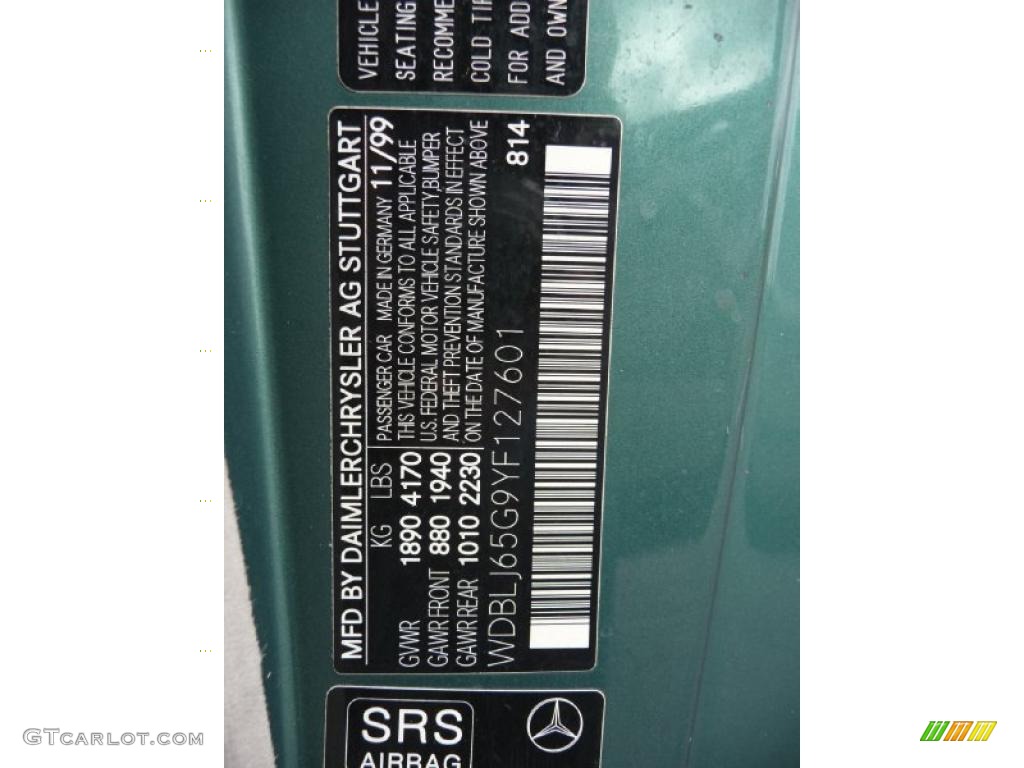 VEHICLE
SEATING
RECOMME
COLD TIR
FOR ADD
AND OWN
MFD BY DAIMLERCHRYSLER AG STUTTGART
KG LBS PASSENGER CAR MADE IN GERMANY 11/99
GVWR 1890 4170 THIS VEHICLE CONFORMS TO ALL APPLICABLE
GAWR FRONT 880 1940 U.S. FEDERAL MOTOR VEHICLE SAFETY,BUMPER
AND THEFT PREVENTION STANDARDS IN EFFECT
GAWR REAR 1010 2230 ON THE DATE OF MANUFACTURE SHOWN ABOVE
WDBLJ65G9YF127601 814
SRS
AIRBAG
GTCarLot.com